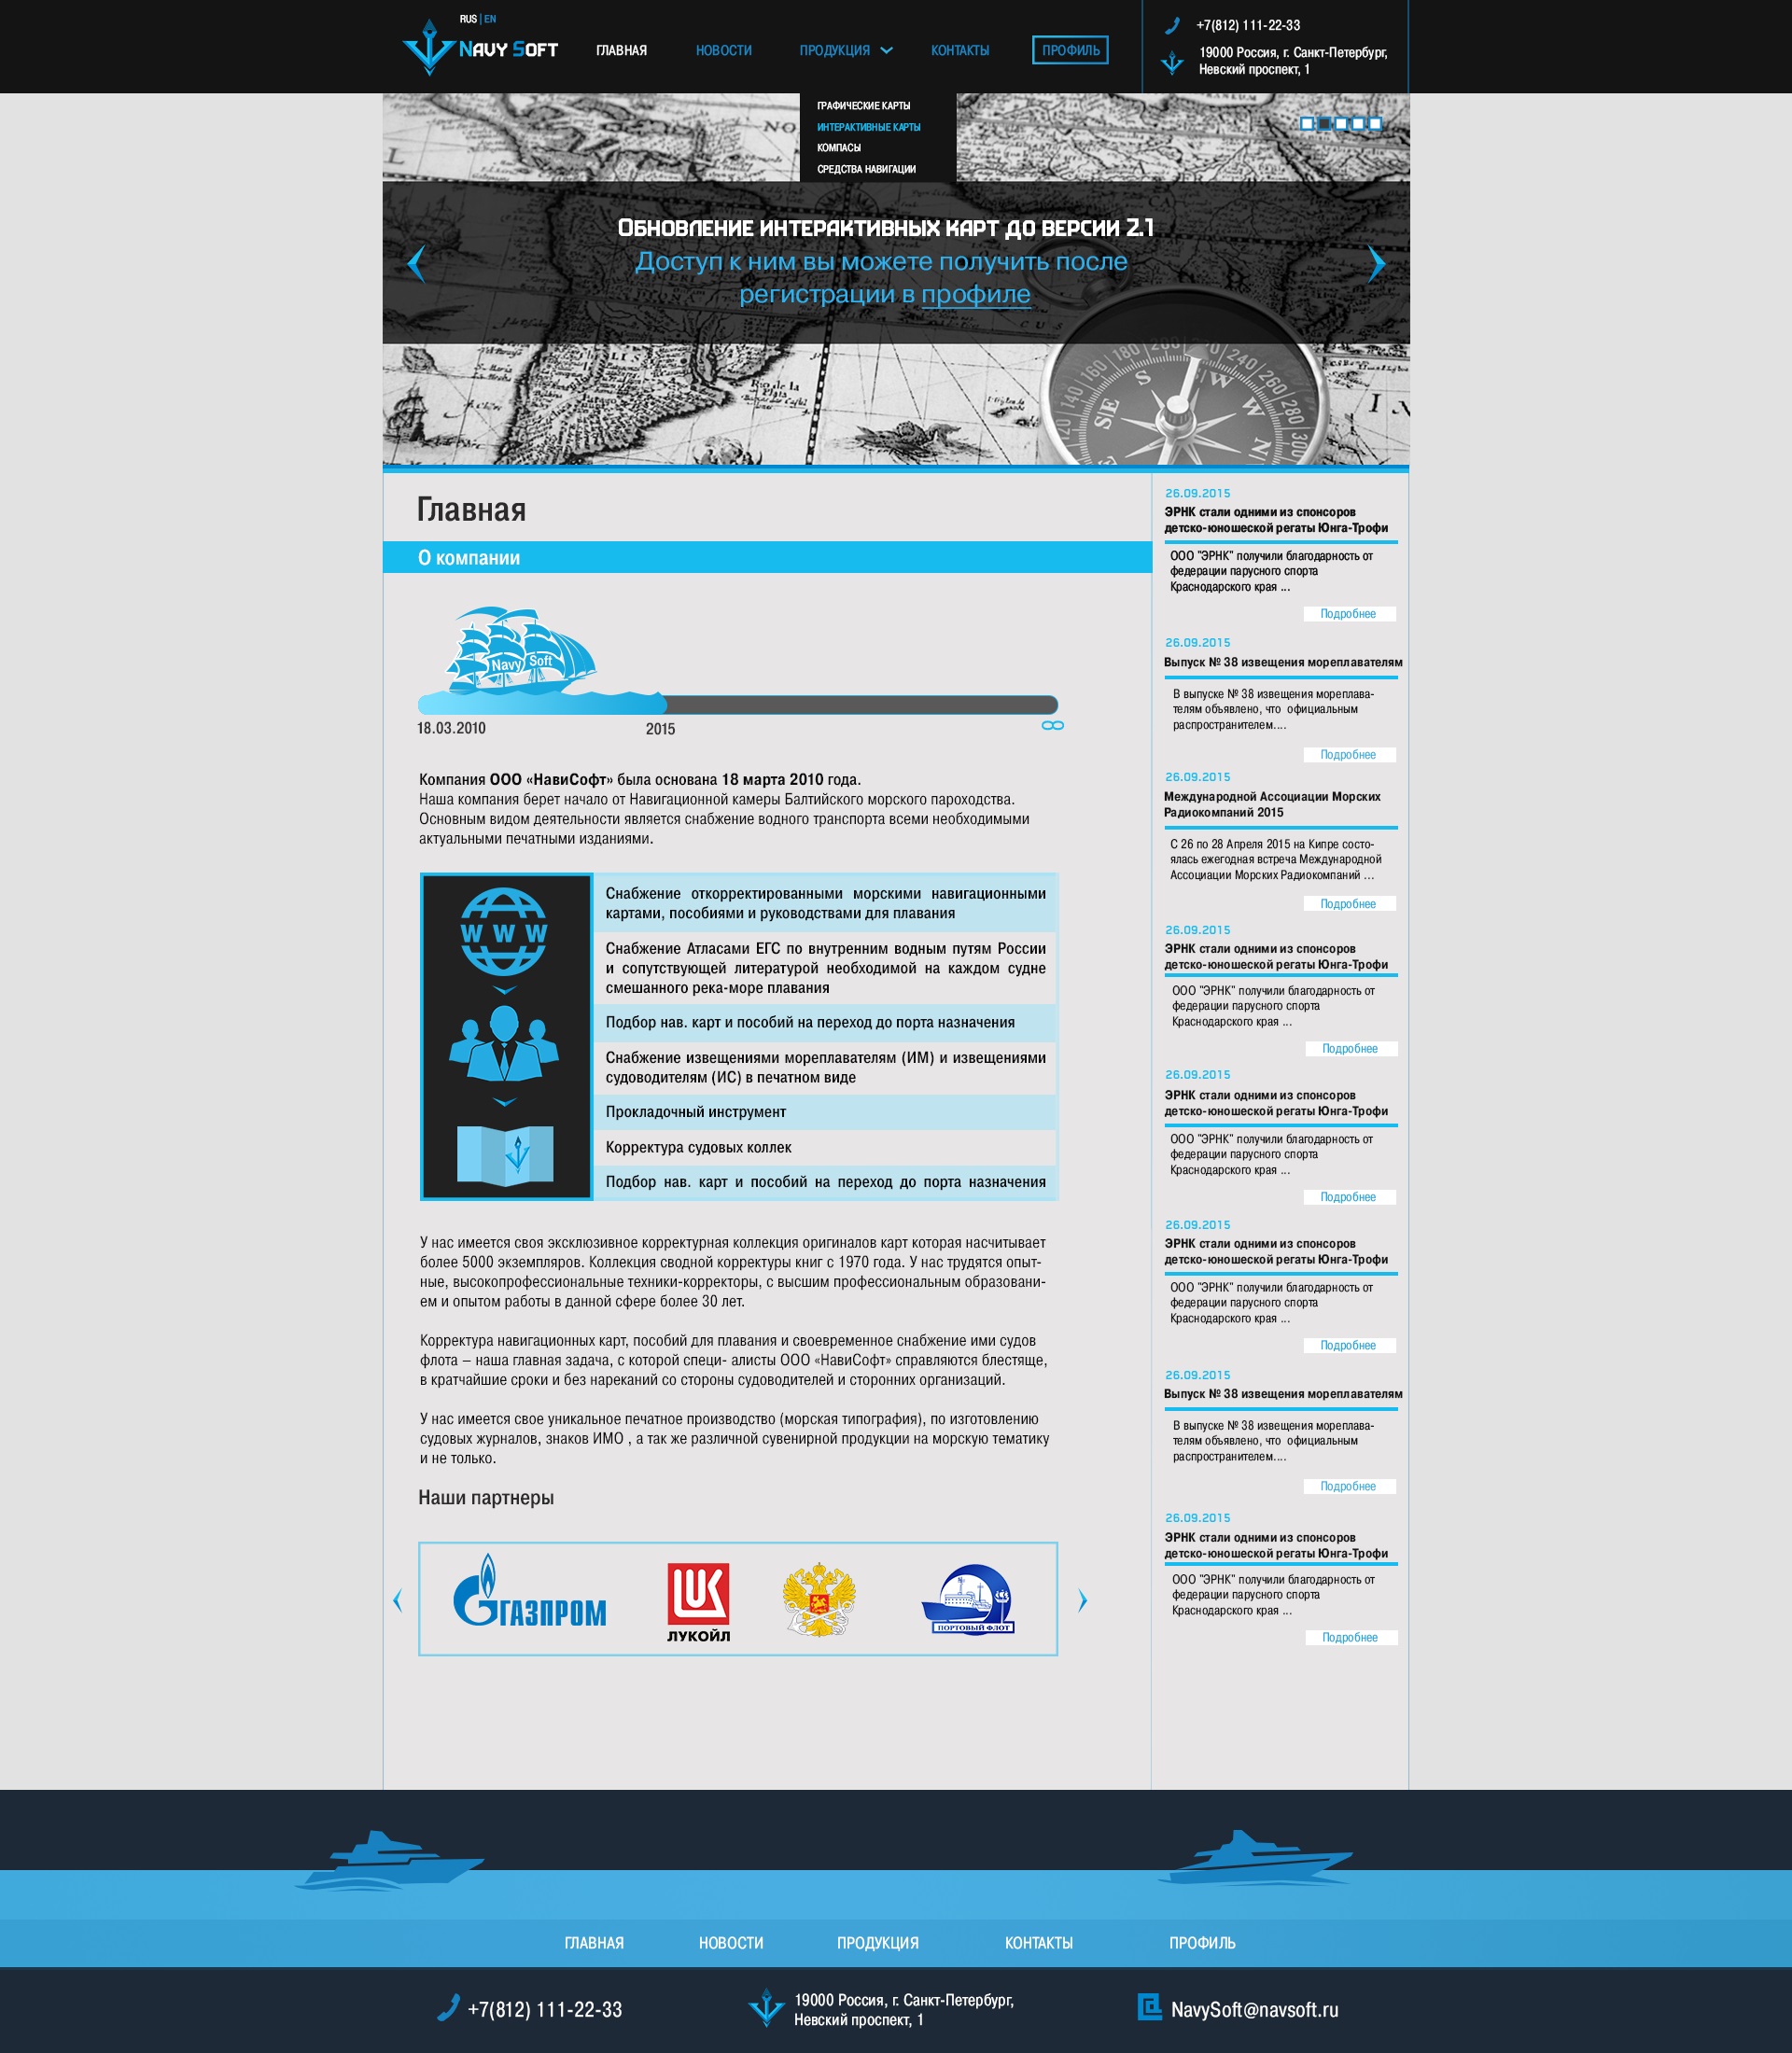 RUS | EN
NAVY SOFT
ГЛАВНАЯ
НОВОСТИ
ПРОДУКЦИЯ
КОНТАКТЫ
ПРОФИЛЬ
+7(812) 111-22-33
19000 Россия, г. Санкт-Петербург,
Невский проспект, 1
ГРАФИЧЕСКИЕ КАРТЫ
ИНТЕРАКТИВНЫЕ КАРТЫ
КОМПАСЫ
СРЕДСТВА НАВИГАЦИИ
Обновление интерактивных карт до версии 2.1
Доступ к ним вы можете получить после
регистрации в профиле
Rio de la
Plata
SE
S
W
N
Главная
О компании
Navy Soft
18.03.2010
2015
Компания ООО «НавиСофт» была основана 18 марта 2010 года.
Наша компания берет начало от Навигационной камеры Балтийского морского пароходства.
Основным видом деятельности является снабжение водного транспорта всеми необходимыми
актуальными печатными изданиями.
WWW
Снабжение откорректированными морскими навигационными
картами, пособиями и руководствами для плавания
Снабжение Атласами ЕГС по внутренним водным путям России
и сопутствующей литературой необходимой на каждом судне
смешанного река-море плавания
Подбор нав. карт и пособий на переход до порта назначения
Снабжение извещениями мореплавателям (ИМ) и извещениями
судоводителям (ИС) в печатном виде
Прокладочный инструмент
Корректура судовых коллек
Подбор нав. карт и пособий на переход до порта назначения
У нас имеется своя эксклюзивное корректурная коллекция оригиналов карт которая насчитывает
более 5000 экземпляров. Коллекция сводной корректуры книг с 1970 года. У нас трудятся опыт-
ные, высокопрофессиональные техники-корректоры, с высшим профессиональным образовани-
ем и опытом работы в данной сфере более 30 лет.
Корректура навигационных карт, пособий для плавания и своевременное снабжение ими судов
флота – наша главная задача, с которой специ- алисты ООО «НавиСофт» справляются блестяще,
в кратчайшие сроки и без нареканий со стороны судоводителей и сторонних организаций.
У нас имеется свое уникальное печатное производство (морская типография), по изготовлению
судовых журналов, знаков ИМО , а так же различной сувенирной продукции на морскую тематику
и не только.
Наши партнеры
ГАЗПРОМ
LUK
ЛУКОЙЛ
ПОРТОВЫЙ ФЛОТ
26.09.2015
ЭРНК стали одними из спонсоров
детско-юношеской регаты Юнга-Трофи
ООО "ЭРНК" получили благодарность от
федерации парусного спорта
Краснодарского края ...
Подробнее
26.09.2015
Выпуск № 38 извещения мореплавателям
В выпуске № 38 извещения мореплава-
телям объявлено, что официальным
распространителем....
Подробнее
26.09.2015
Международной Ассоциации Морских
Радиокомпаний 2015
С 26 по 28 Апреля 2015 на Кипре состо-
ялась ежегодная встреча Международной
Ассоциации Морских Радиокомпаний ...
Подробнее
26.09.2015
ЭРНК стали одними из спонсоров
детско-юношеской регаты Юнга-Трофи
ООО "ЭРНК" получили благодарность от
федерации парусного спорта
Краснодарского края ...
Подробнее
26.09.2015
ЭРНК стали одними из спонсоров
детско-юношеской регаты Юнга-Трофи
ООО "ЭРНК" получили благодарность от
федерации парусного спорта
Краснодарского края ...
Подробнее
26.09.2015
ЭРНК стали одними из спонсоров
детско-юношеской регаты Юнга-Трофи
ООО "ЭРНК" получили благодарность от
федерации парусного спорта
Краснодарского края ...
Подробнее
26.09.2015
Выпуск № 38 извещения мореплавателям
В выпуске № 38 извещения мореплава-
телям объявлено, что официальным
распространителем....
Подробнее
26.09.2015
ЭРНК стали одними из спонсоров
детско-юношеской регаты Юнга-Трофи
ООО "ЭРНК" получили благодарность от
федерации парусного спорта
Краснодарского края ...
Подробнее
ГЛАВНАЯ
НОВОСТИ
ПРОДУКЦИЯ
КОНТАКТЫ
ПРОФИЛЬ
+7(812) 111-22-33
19000 Россия, г. Санкт-Петербург,
Невский проспект, 1
NavySoft@navsoft.ru